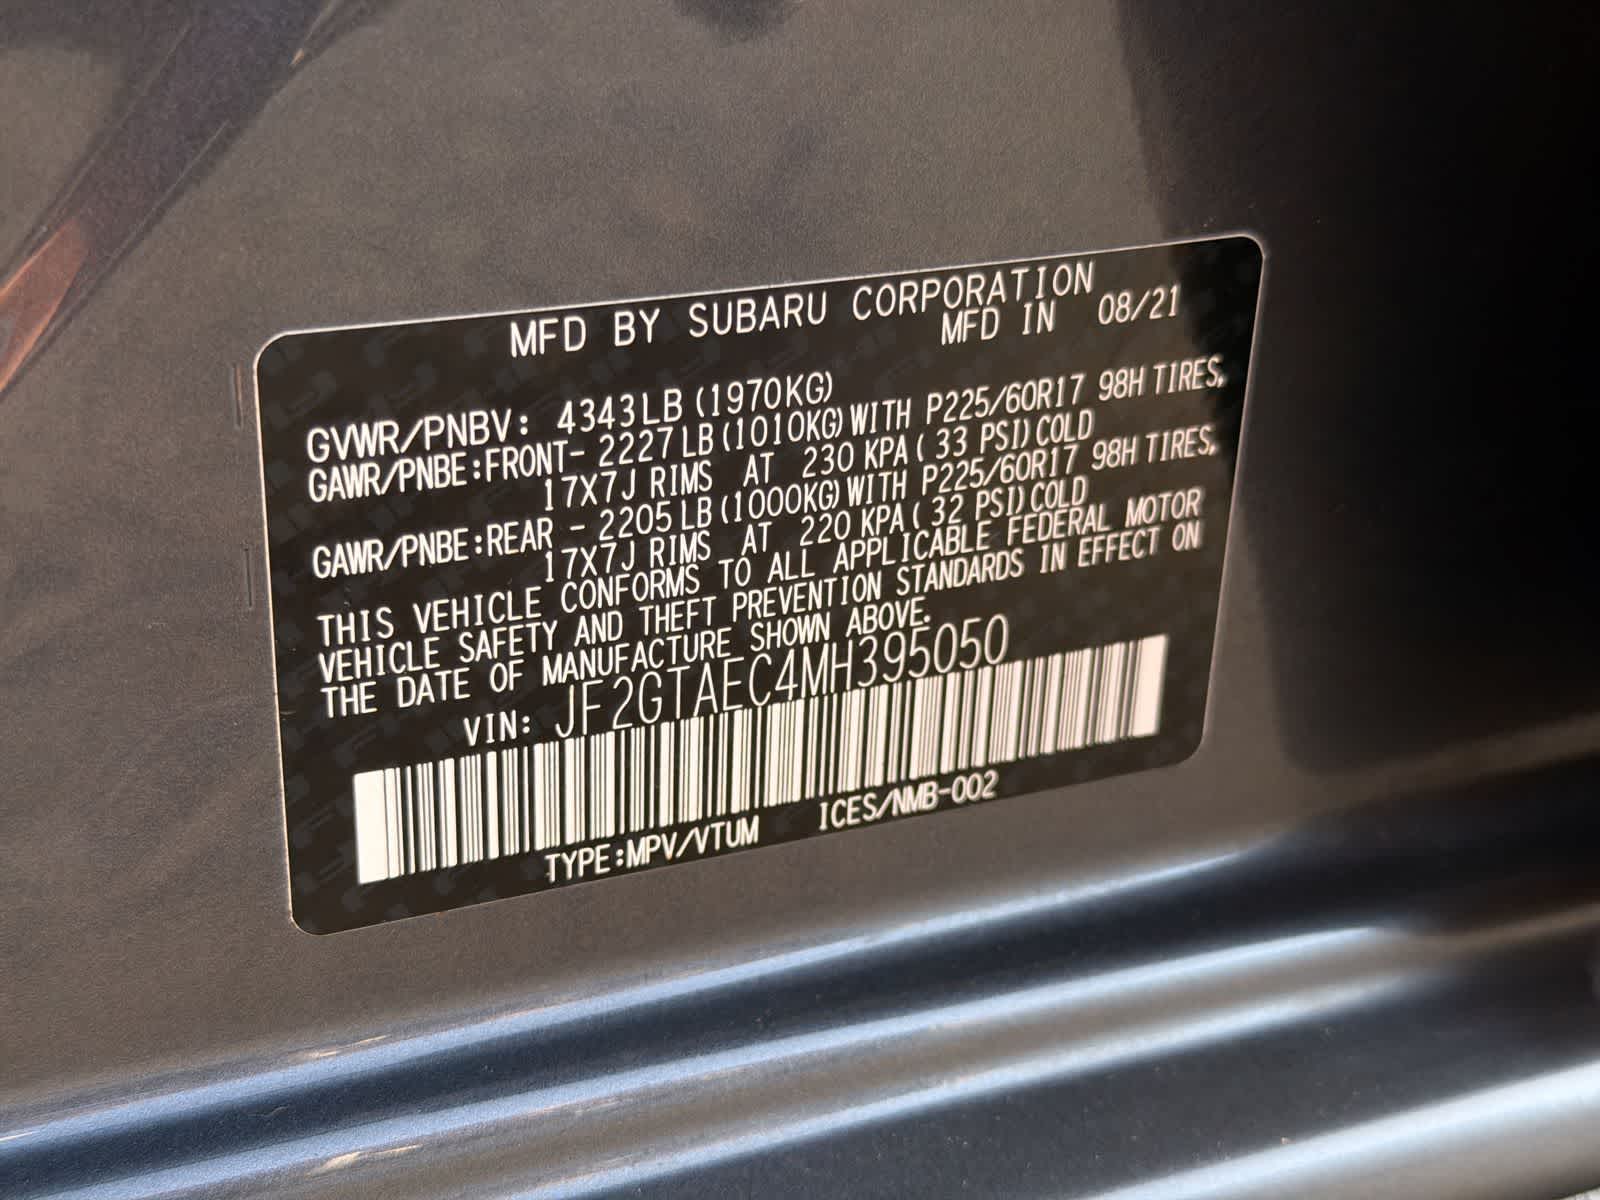 MFD BY SUBARU CORPORATION
MFD IN 08/21
GVWR/PNBV: 4343LB (1970KG)
GAWR/PNBE:FRONT- 2227LB (1010KG) WITH P225/60R17 98H TIRES,
17X7J RIMS AT 230 KPA ( 33 PSI) COLD
GAWR/PNBE:REAR - 2205LB (1000KG) WITH P225/60R17 98H TIRES,
17X7J RIMS AT 220 KPA ( 32 PSI) COLD
THIS VEHICLE CONFORMS TO ALL APPLICABLE FEDERAL MOTOR
VEHICLE SAFETY AND THEFT PREVENTION STANDARDS IN EFFECT ON
THE DATE OF MANUFACTURE SHOWN ABOVE.
VIN: JF2GTAEC4MH395050
TYPE:MPV/VTUM ICES/NMB-002